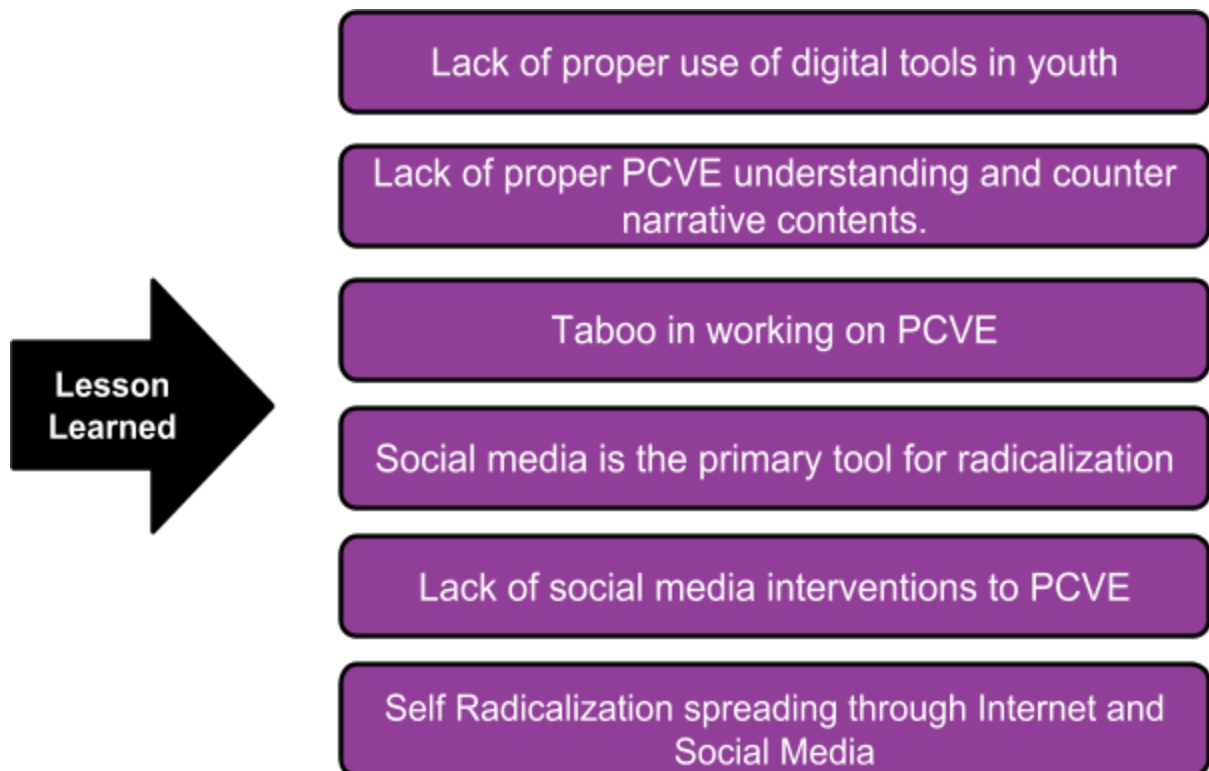 Lack of proper use of digital tools in youth
Lack of proper PCVE understanding and counter
narrative contents.
Taboo in working on PCVE
Lesson
Learned
Social media is the primary tool for radicalization
Lack of social media interventions to PCVE
Self Radicalization spreading through Internet and
Social Media